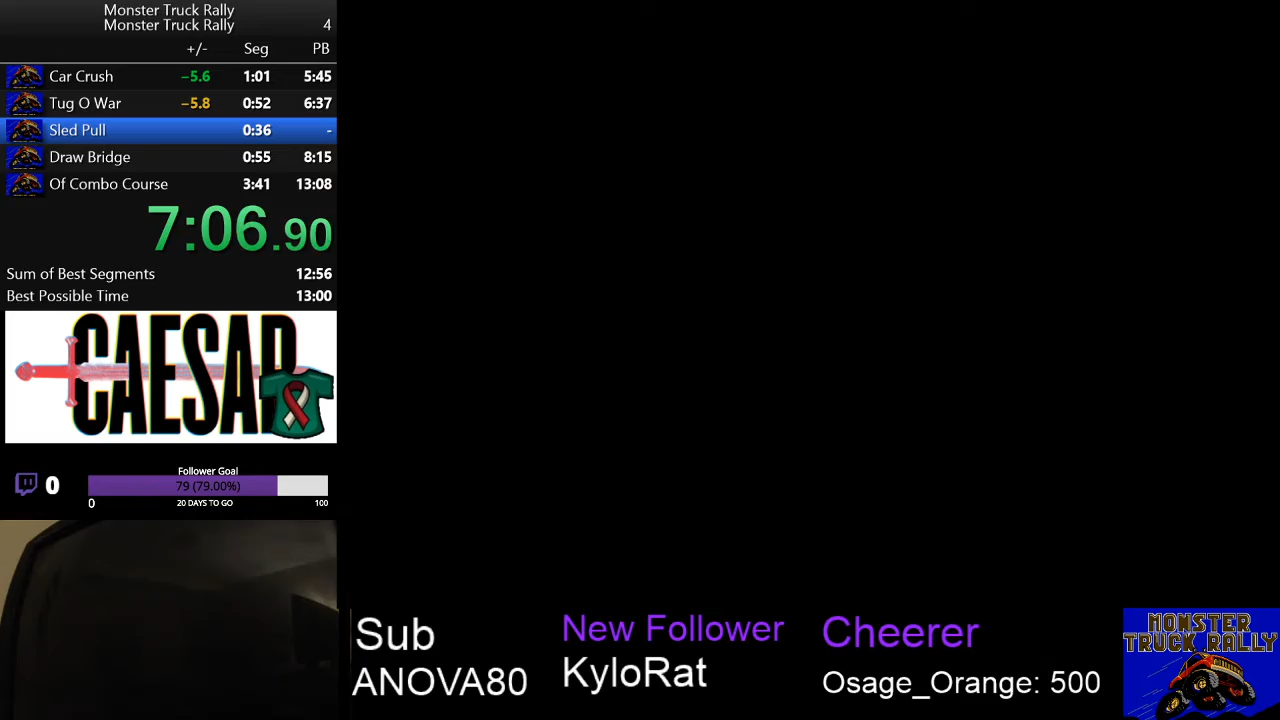 Monster Truck Rally
Monster Truck Rally 4
+/- Seg PB
Car Crush −5.6 1:01 5:45
Tug O War −5.8 0:52 6:37
Sled Pull 0:36 -
Draw Bridge 0:55 8:15
Of Combo Course 3:41 13:08
7:06.90
Sum of Best Segments 12:56
Best Possible Time 13:00
CAESAR
0
Follower Goal
79 (79.00%)
0 20 DAYS TO GO 100
Sub
ANOVA80
New Follower
KyloRat
Cheerer
Osage_Orange: 500
MONSTER
TRUCK RALLY